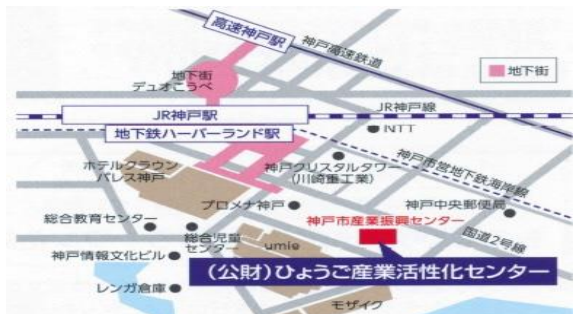 高速神戸駅
神戸高速鉄道
地下街
デュオこうべ
地下街
JR神戸駅
JR神戸線
地下鉄ハーバーランド駅
NTT
ホテルクラウン
パレス神戸
神戸クリスタルタワー
(川崎重工業)
神戸市営地下鉄海岸線
プロメナ神戸
神戸中央郵便局
総合教育センター
神戸市産業振興センター
国道2号線
総合児童
センター
umie
神戸情報文化ビル
(公財)ひょうご産業活性化センター
レンガ倉庫
モザイク